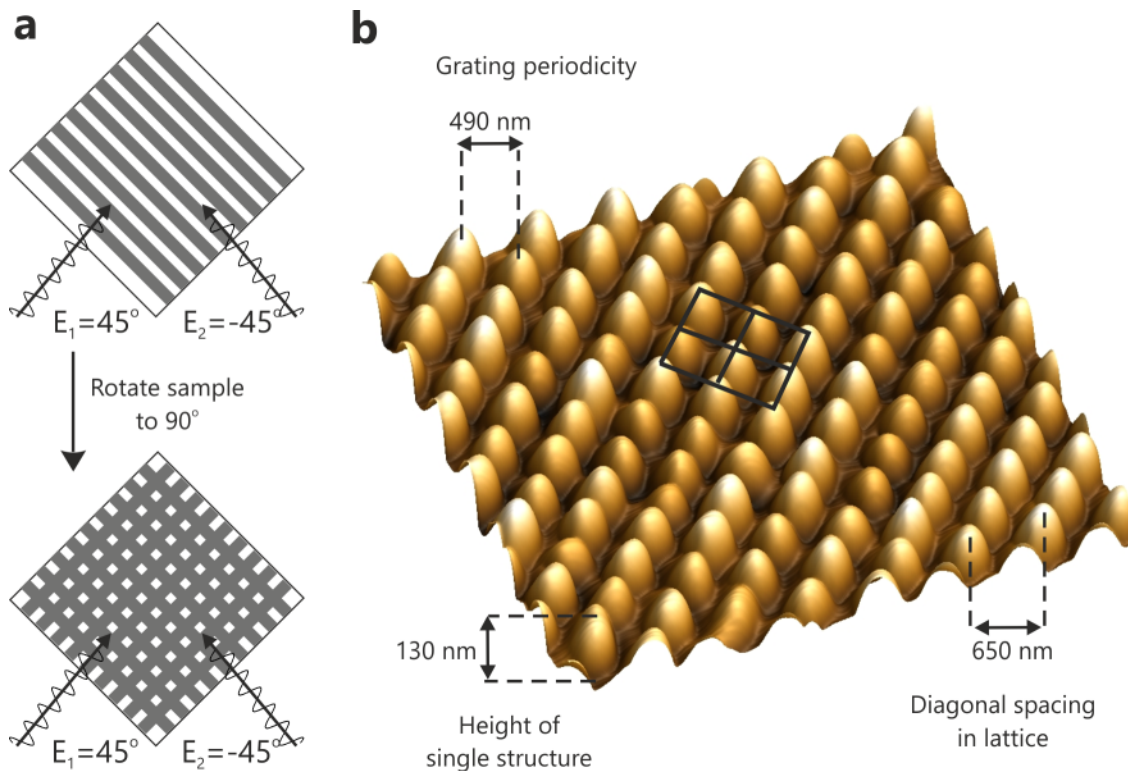 a
E₁=45° E₂=-45°
Rotate sample
to 90°
E₁=45° E₂=-45°
b
Grating periodicity
490 nm
130 nm
Height of
single structure
650 nm
Diagonal spacing
in lattice